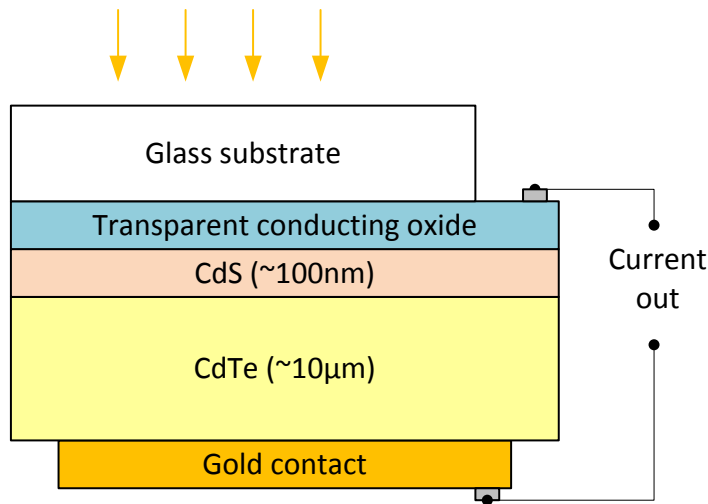 Glass substrate
Transparent conducting oxide
CdS (~100nm)
Current
out
CdTe (~10µm)
Gold contact